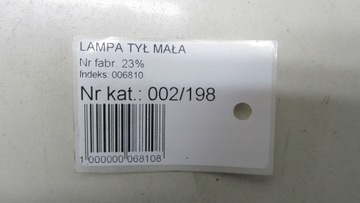 LAMPA TYŁ MAŁA
Nr fabr. 23%
Indeks: 006810
Nr kat.: 002/198
1 000000 068108